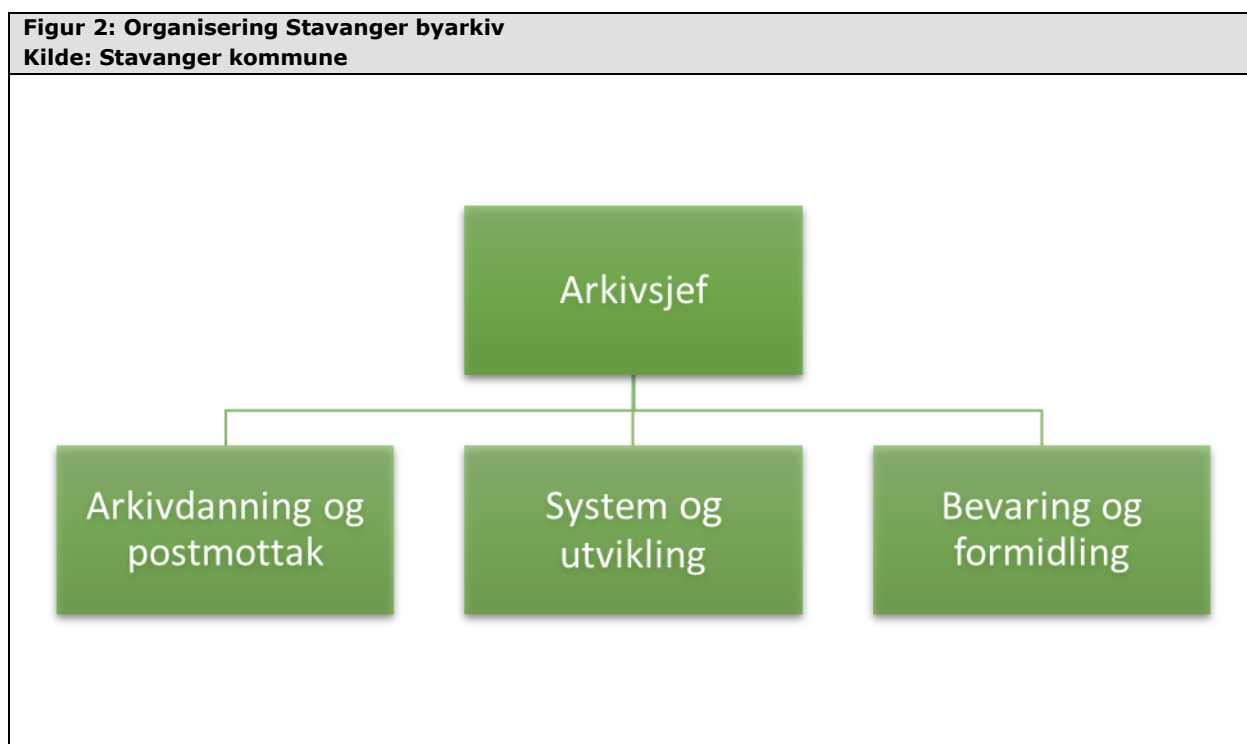 Figur 2: Organisering Stavanger byarkiv
Kilde: Stavanger kommune
Arkivsjef
Arkivdanning og
postmottak
System og
utvikling
Bevaring og
formidling